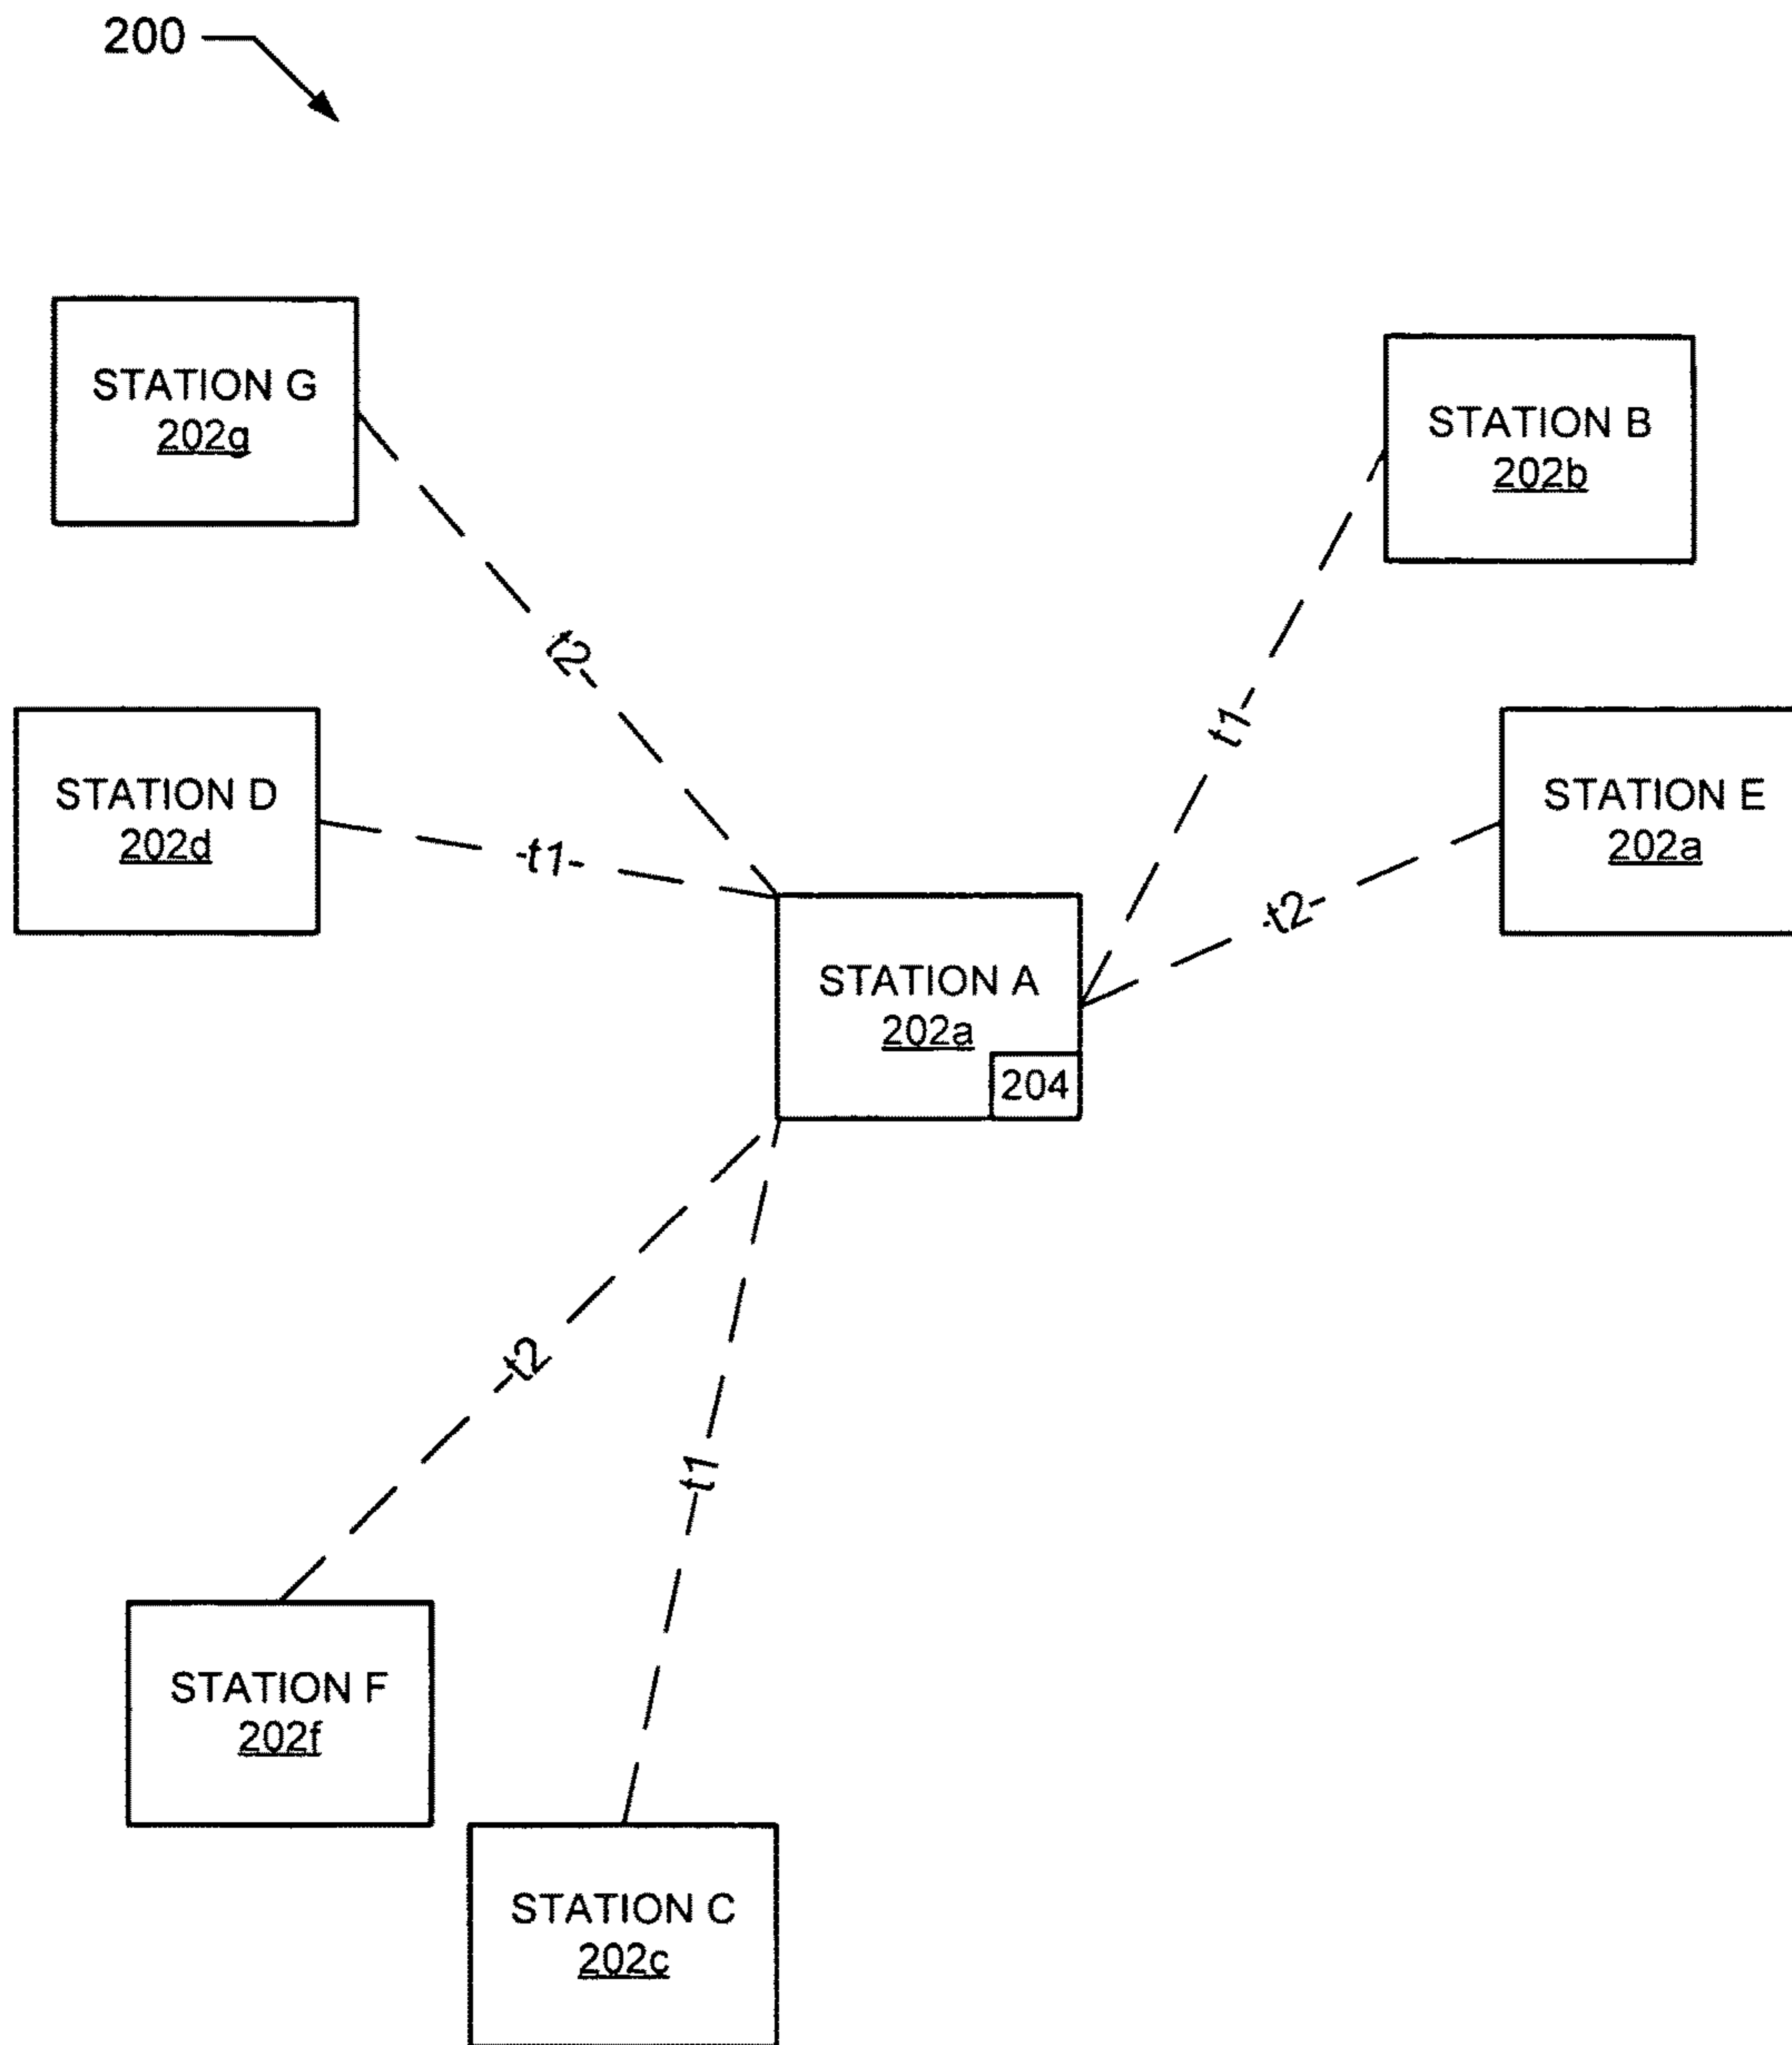 200
STATION G
202g
STATION B
202b
t2
t1
STATION D
202d
t1
STATION E
202a
t2
STATION A
202a
204
t2
t1
STATION F
202f
STATION C
202c